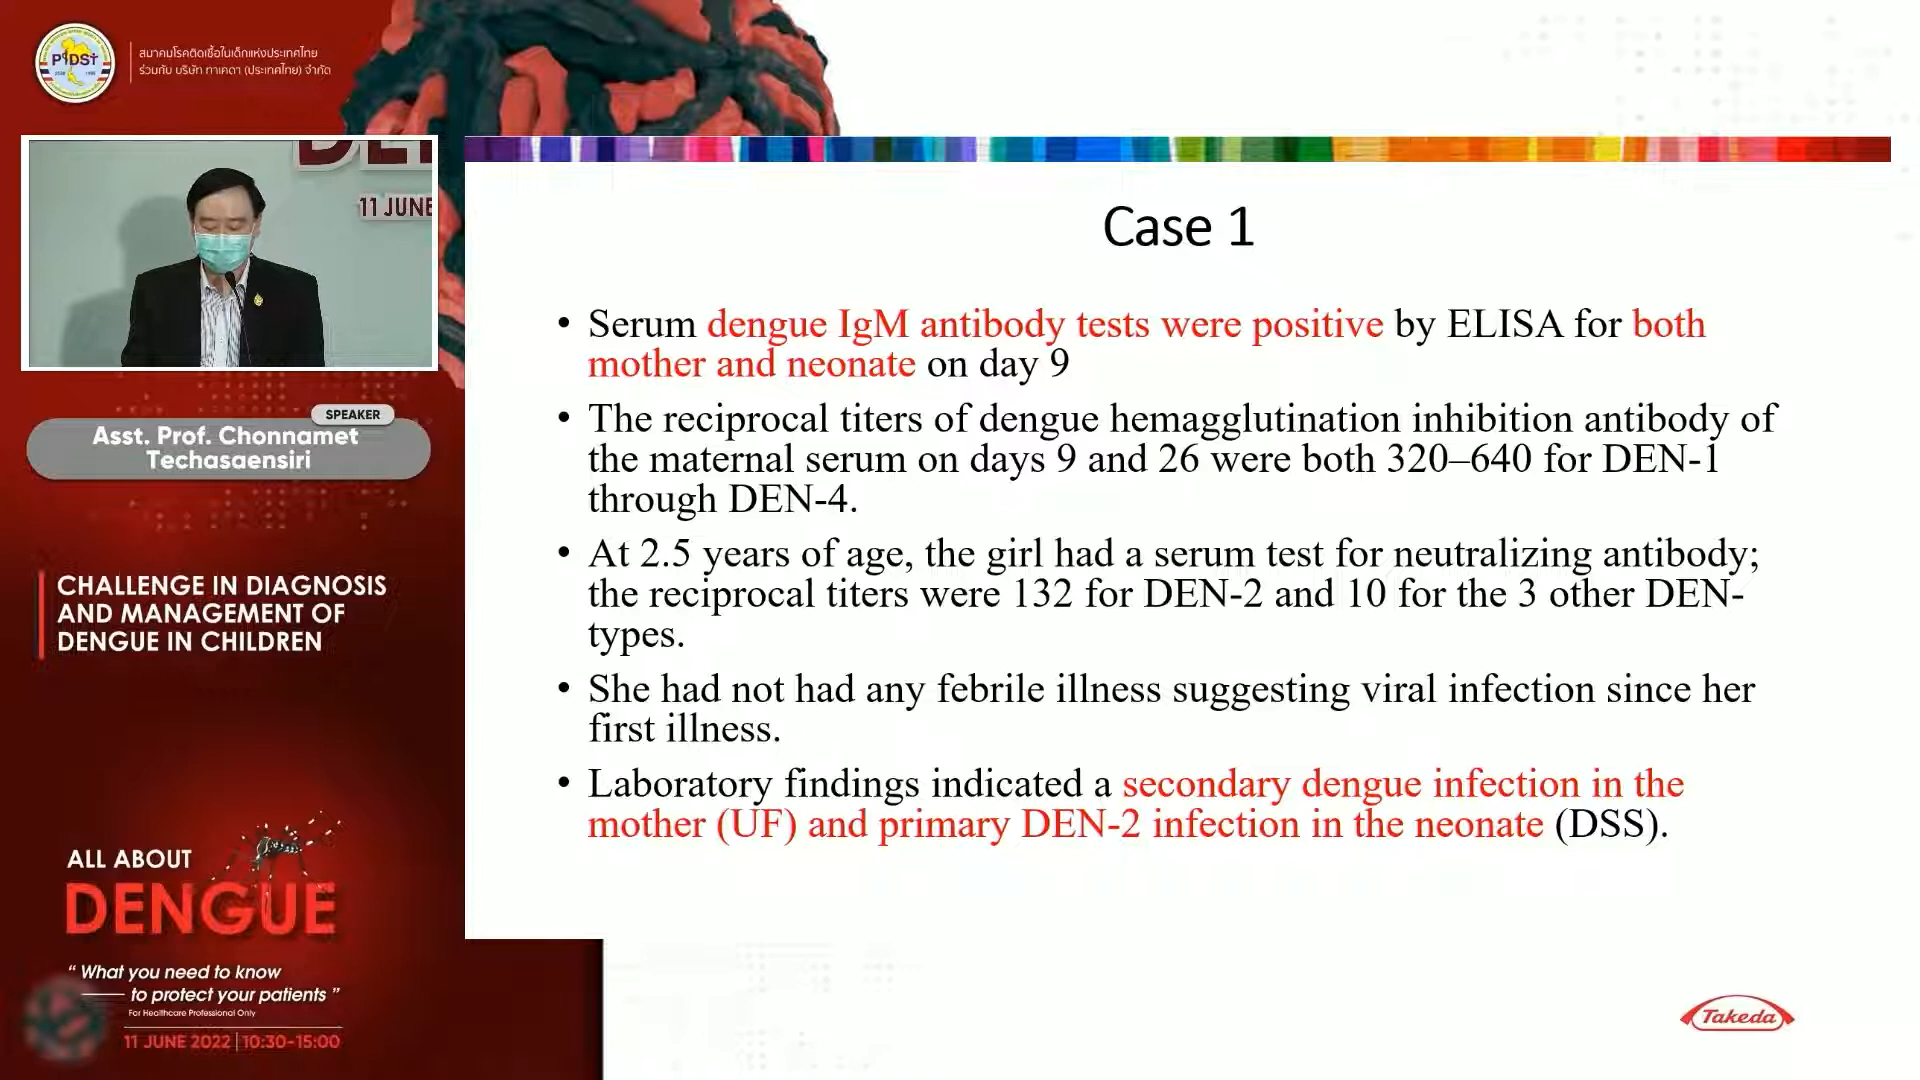 PIDST
สมาคมโรคติดเชื้อในเด็กแห่งประเทศไทย
ร่วมกับ บริษัท ทาเคดา (ประเทศไทย) จำกัด
11 JUNE
SPEAKER
Asst. Prof. Chonnamet
Techasaensiri
CHALLENGE IN DIAGNOSIS
AND MANAGEMENT OF
DENGUE IN CHILDREN
ALL ABOUT
DENGUE
“ What you need to know
to protect your patients ”
For Healthcare Professional Only
11 JUNE 2022 | 10:30-15:00
Case 1
• Serum dengue IgM antibody tests were positive by ELISA for both
mother and neonate on day 9
• The reciprocal titers of dengue hemagglutination inhibition antibody of
the maternal serum on days 9 and 26 were both 320–640 for DEN-1
through DEN-4.
• At 2.5 years of age, the girl had a serum test for neutralizing antibody;
the reciprocal titers were 132 for DEN-2 and 10 for the 3 other DEN-
types.
• She had not had any febrile illness suggesting viral infection since her
first illness.
• Laboratory findings indicated a secondary dengue infection in the
mother (UF) and primary DEN-2 infection in the neonate (DSS).
Takeda